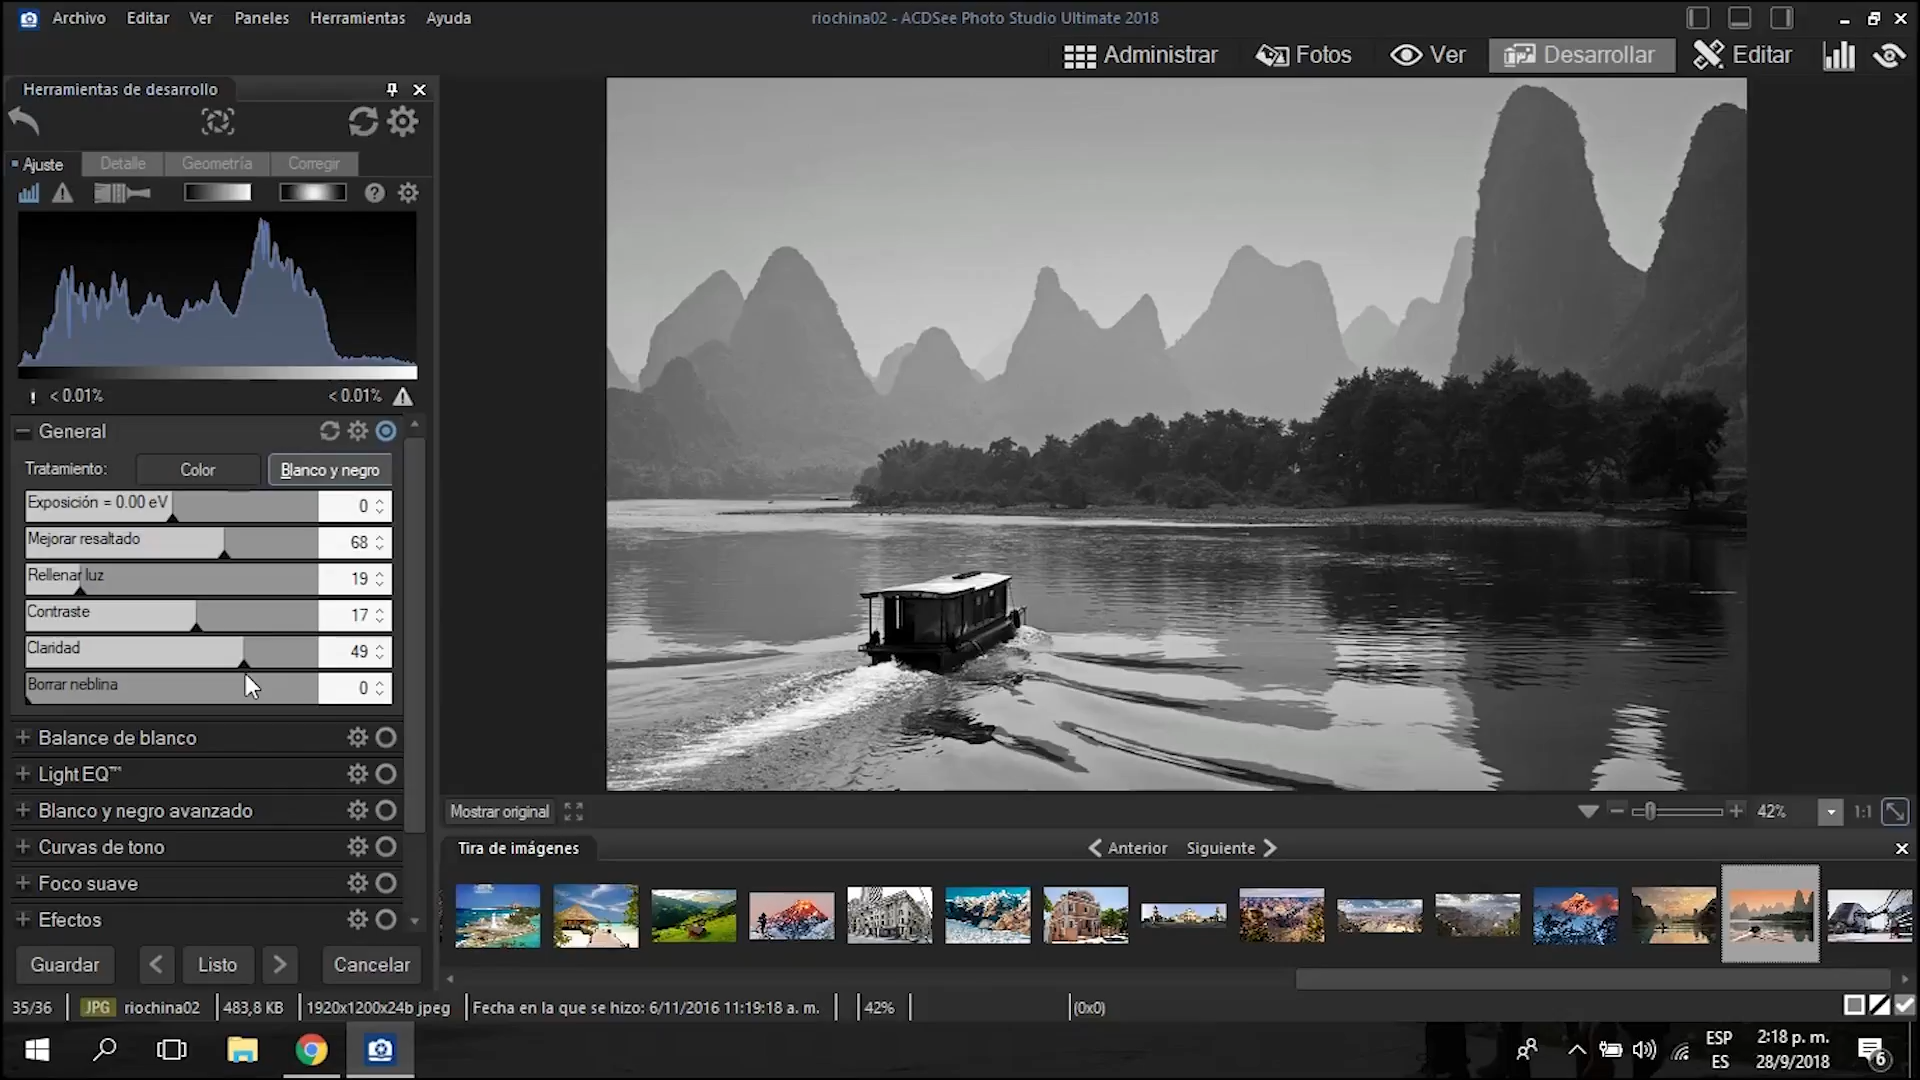 Archivo Editar Ver Paneles Herramientas Ayuda
riochina02 - ACDSee Photo Studio Ultimate 2018
Administrar Fotos Ver Desarrollar Editar
Herramientas de desarrollo
Ajuste Detalle Geometría Corregir
< 0.01% < 0.01%
General
Tratamiento: Color Blanco y negro
Exposición = 0.00 eV 0
Mejorar resaltado 68
Rellenar luz 19
Contraste 17
Claridad 49
Borrar neblina 0
Balance de blanco
Light EQ™
Blanco y negro avanzado
Curvas de tono
Foco suave
Efectos
Guardar Listo Cancelar
Mostrar original 42% 1:1
Tira de imágenes Anterior Siguiente
35/36 JPG riochina02 483,8 KB 1920x1200x24b jpeg Fecha en la que se hizo: 6/11/2016 11:19:18 a. m. 42% (0x0)
ESP
ES
2:18 p. m.
28/9/2018
6